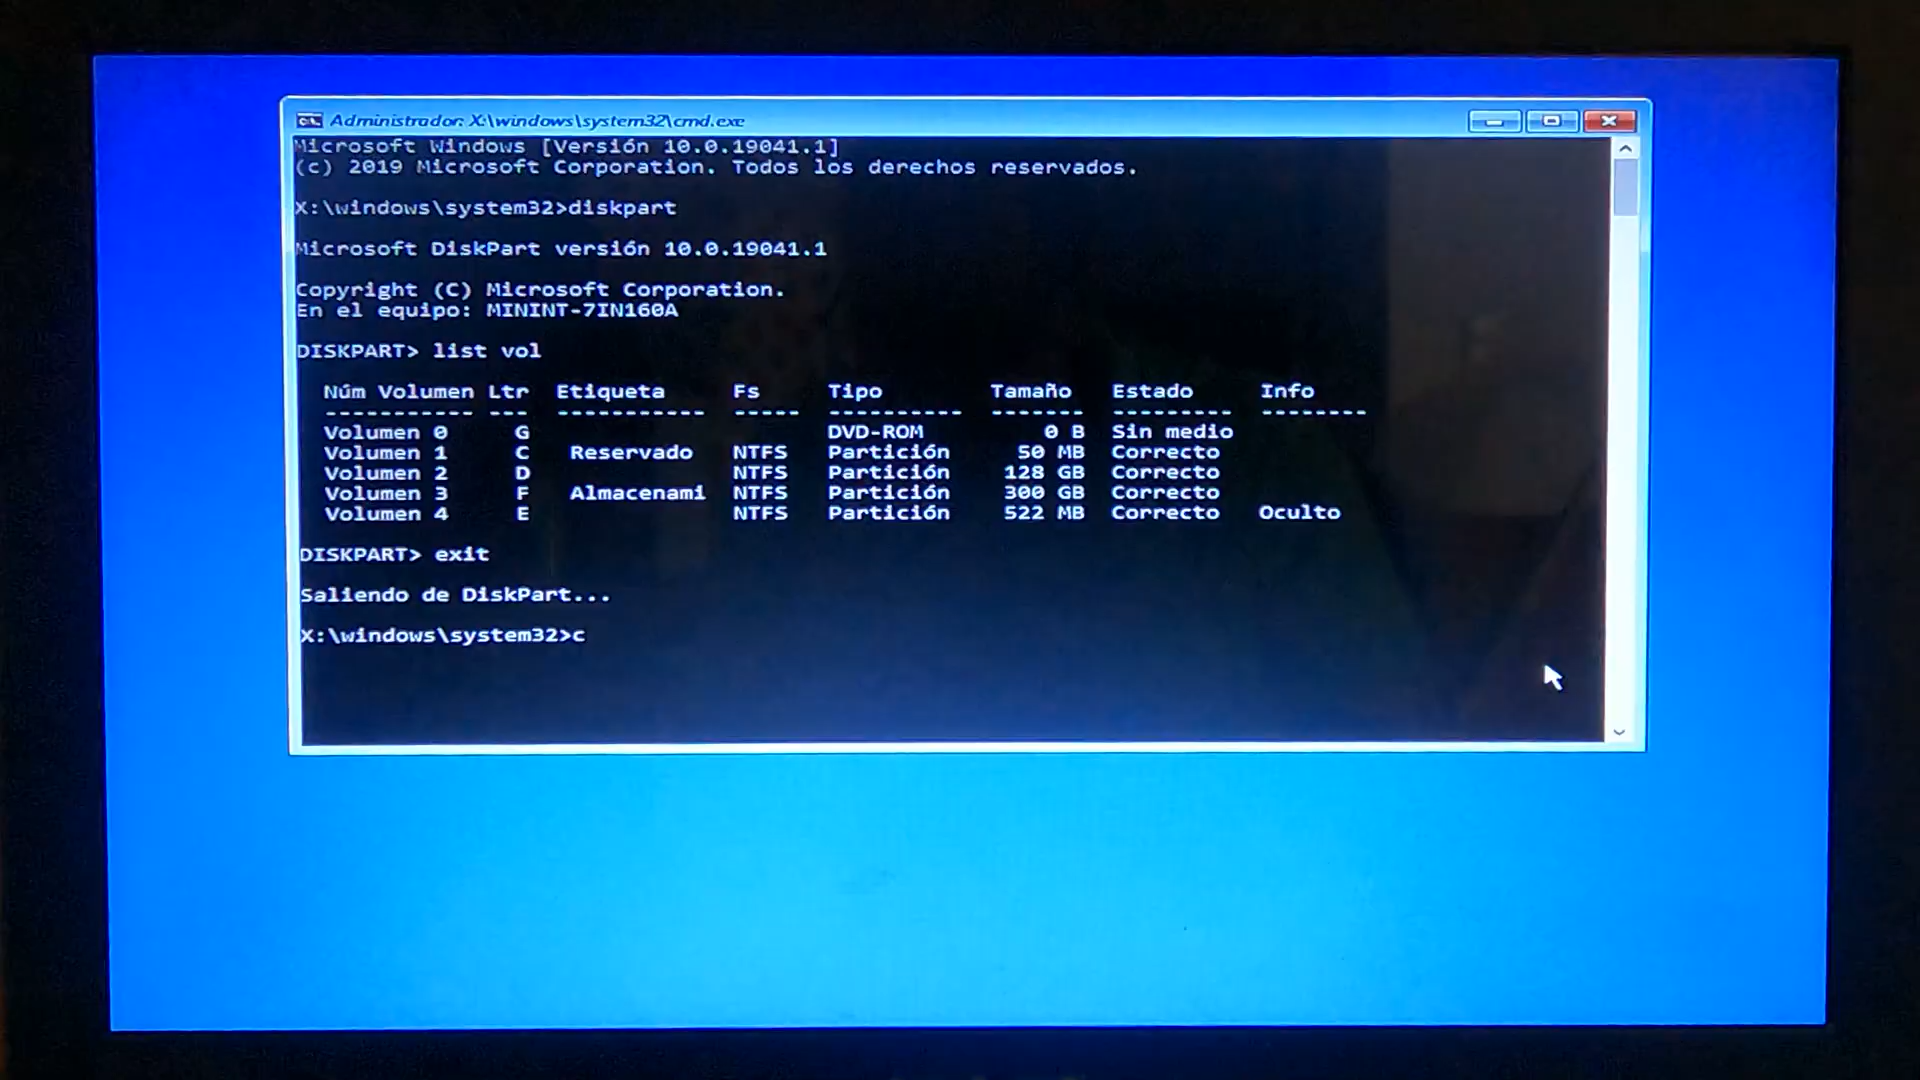 Administrador: X:\windows\system32\cmd.exe
Microsoft Windows [Versión 10.0.19041.1]
(c) 2019 Microsoft Corporation. Todos los derechos reservados.
X:\windows\system32>diskpart
Microsoft DiskPart versión 10.0.19041.1
Copyright (C) Microsoft Corporation.
En el equipo: MININT-7IN160A
DISKPART> list vol
Núm Volumen Ltr Etiqueta Fs Tipo Tamaño Estado Info
----------- --- ----------- ----- ---------- ------- --------- --------
Volumen 0 G DVD-ROM 0 B Sin medio
Volumen 1 C Reservado NTFS Partición 50 MB Correcto
Volumen 2 D NTFS Partición 128 GB Correcto
Volumen 3 F Almacenami NTFS Partición 300 GB Correcto
Volumen 4 E NTFS Partición 522 MB Correcto Oculto
DISKPART> exit
Saliendo de DiskPart...
X:\windows\system32>c